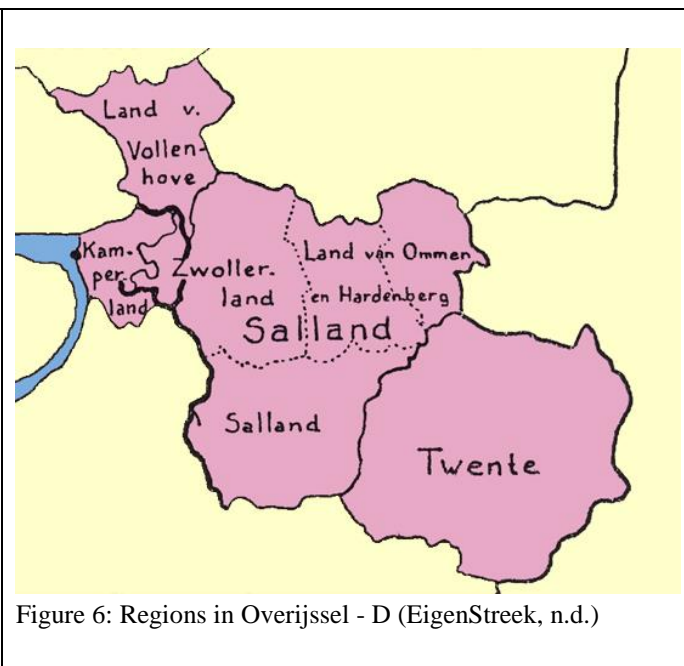 Land v.
Vollen-
hove
Kam-
per-
land
Zwoller-
land
Land van Ommen
en Hardenberg
Salland
Salland
Twente
Figure 6: Regions in Overijssel - D (EigenStreek, n.d.)